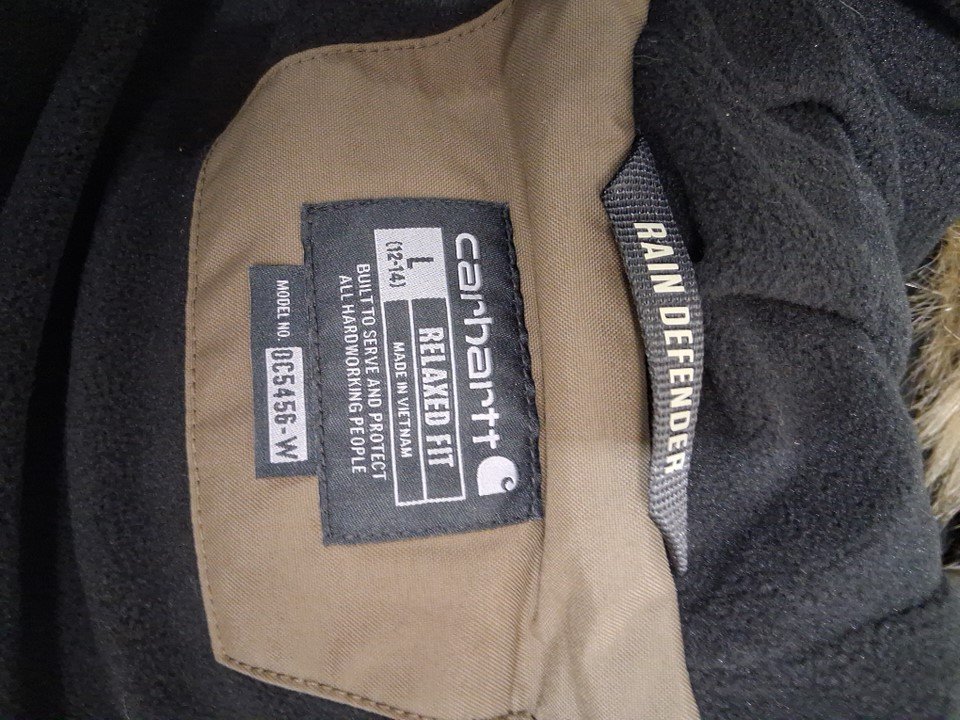 RAIN DEFENDER
carhartt
L
(12-14)
RELAXED FIT
MADE IN VIETNAM
BUILT TO SERVE AND PROTECT
ALL HARDWORKING PEOPLE
MODEL NO. OC5456-W